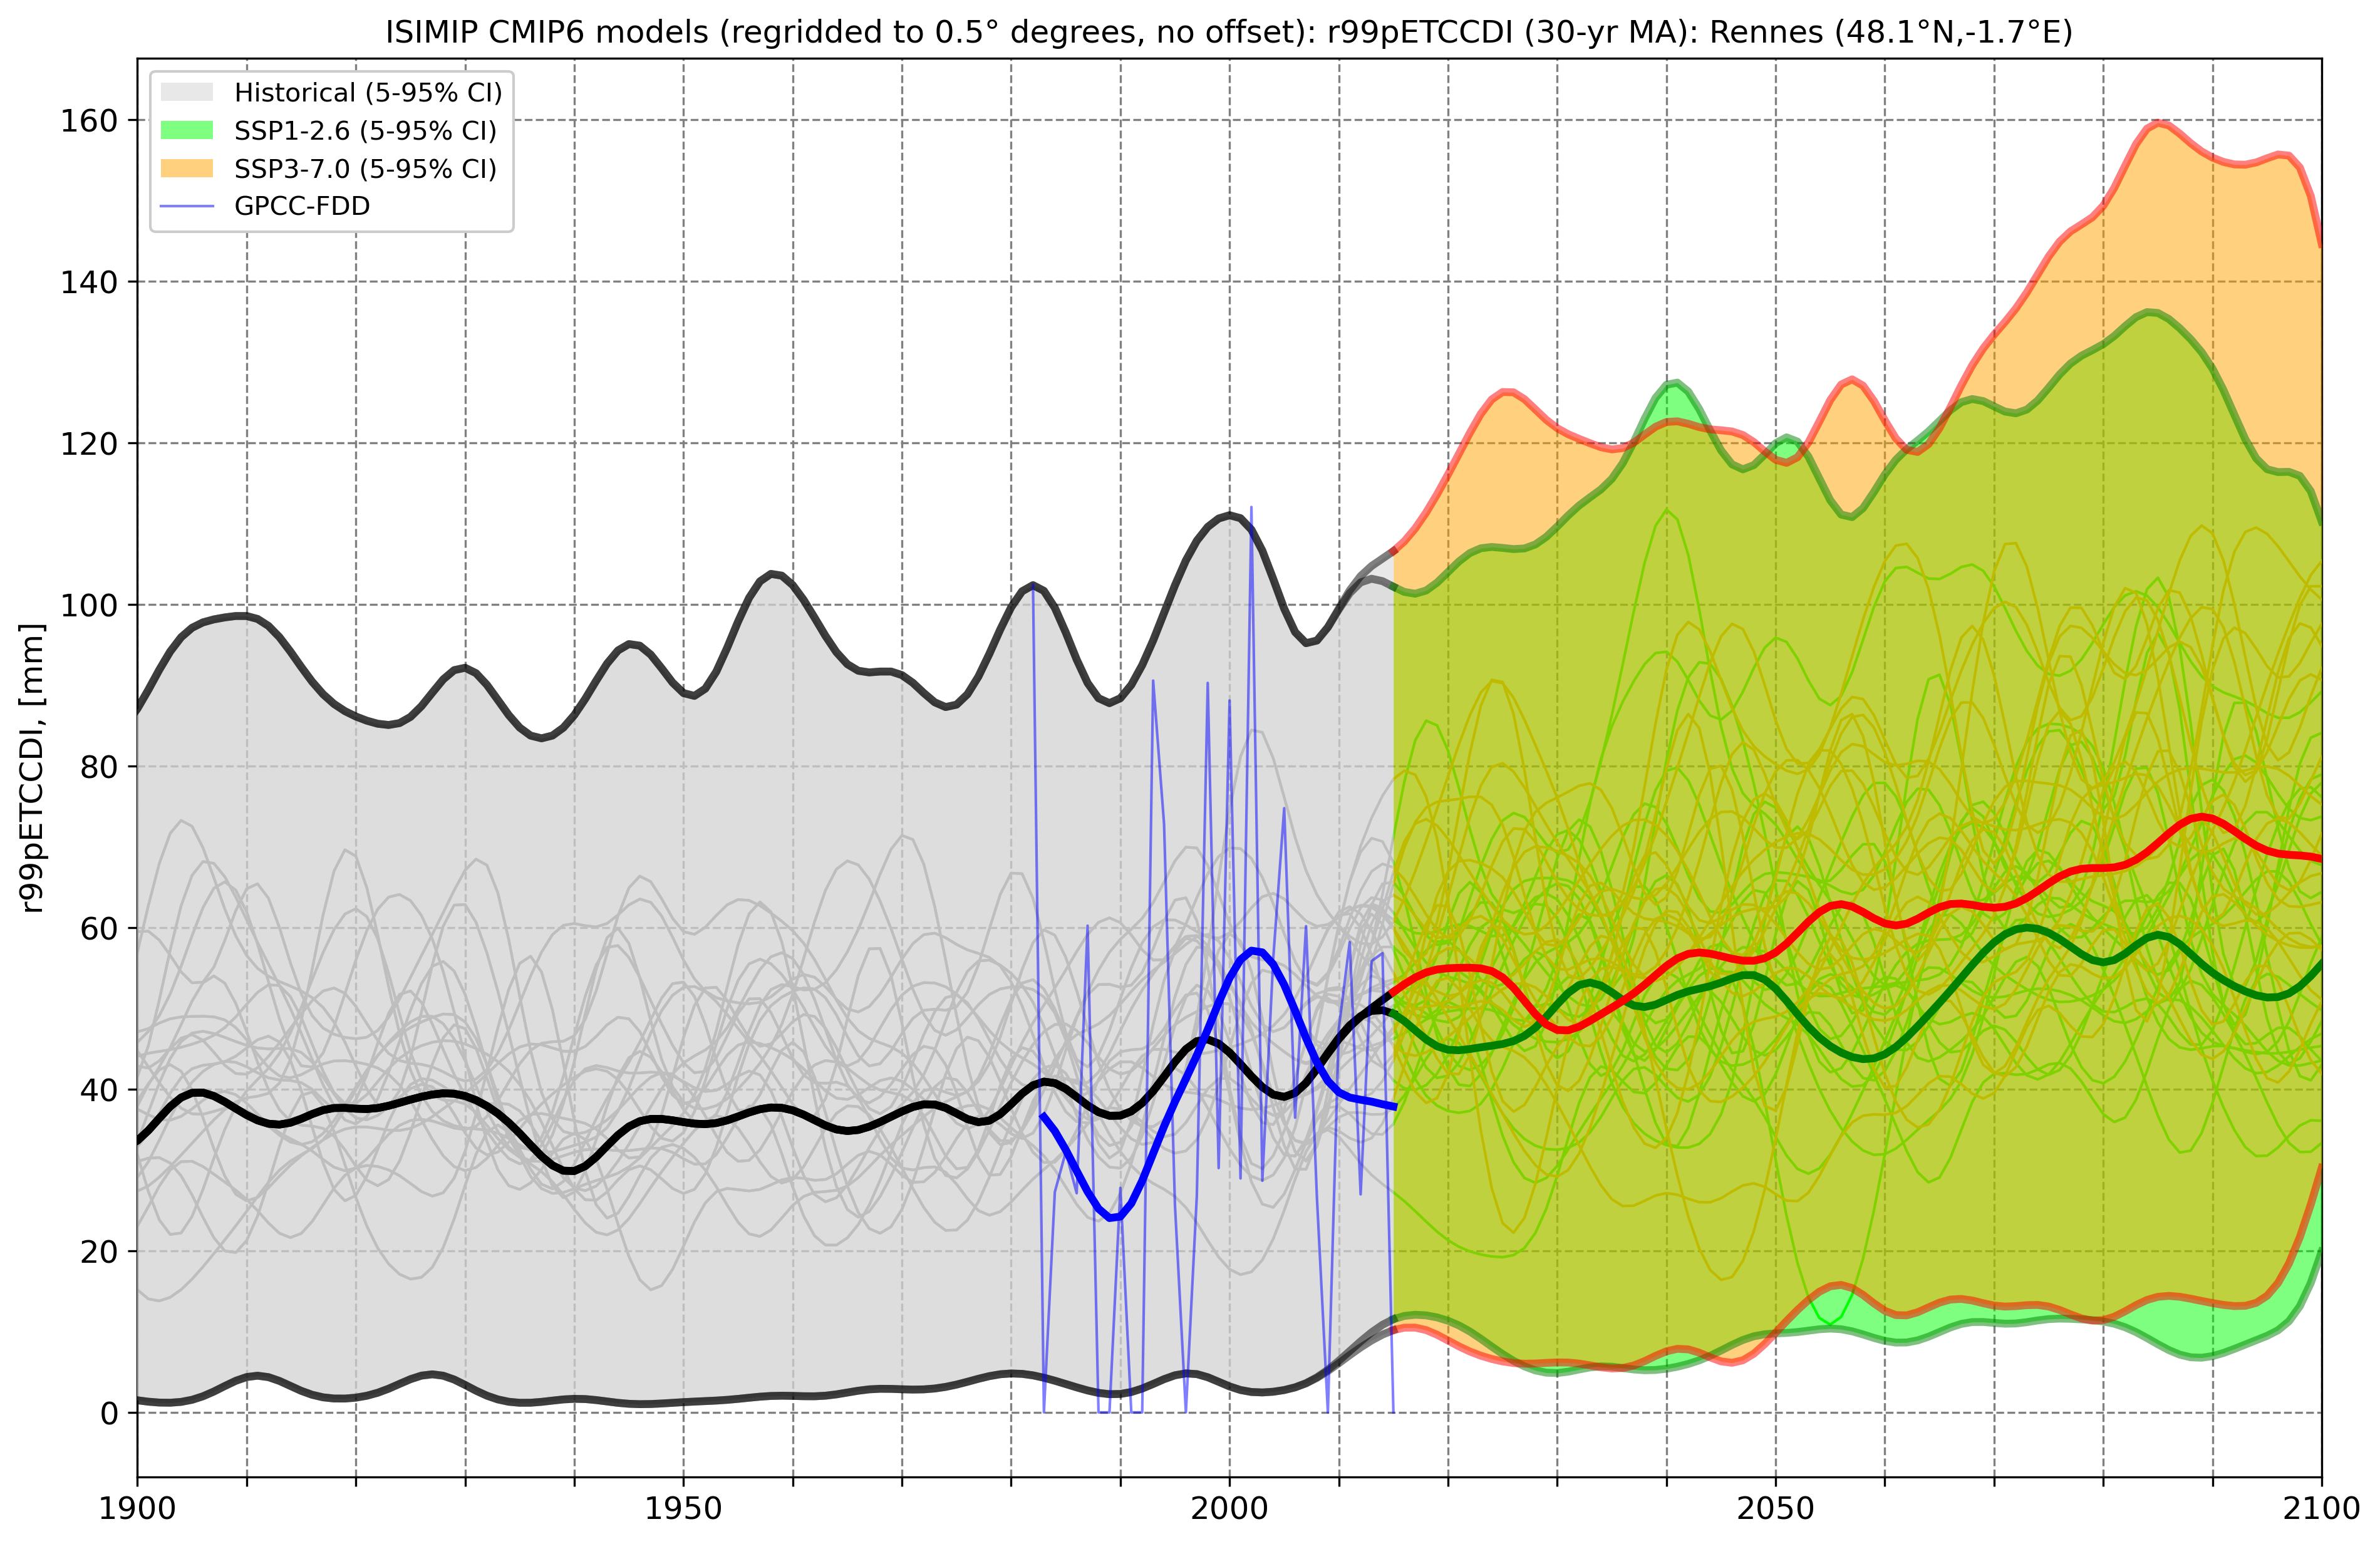 ISIMIP CMIP6 models (regridded to 0.5° degrees, no offset): r99pETCCDI (30-yr MA): Rennes (48.1°N,-1.7°E)
Historical (5-95% CI)
SSP1-2.6 (5-95% CI)
SSP3-7.0 (5-95% CI)
GPCC-FDD
r99pETCCDI, [mm]
160
140
120
100
80
60
40
20
0
1900 1950 2000 2050 2100